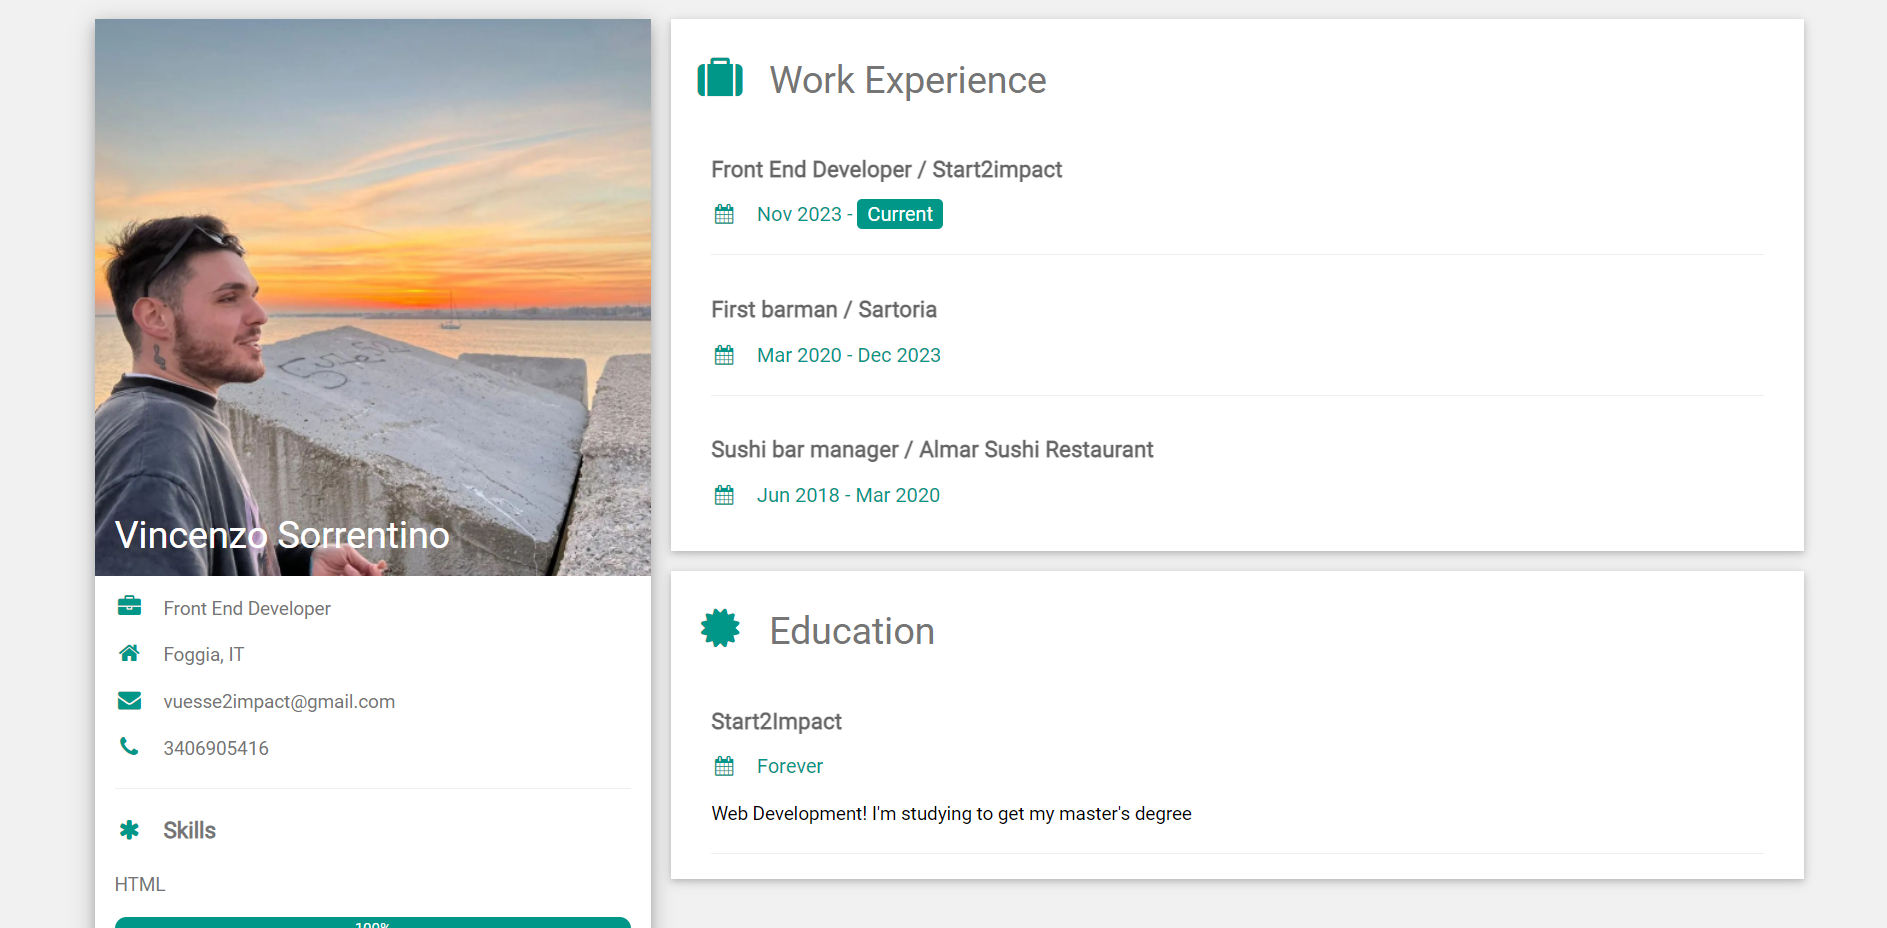 Vincenzo Sorrentino
Front End Developer
Foggia, IT
vuesse2impact@gmail.com
3406905416
Skills
HTML
100%
Work Experience
Front End Developer / Start2impact
Nov 2023 - Current
First barman / Sartoria
Mar 2020 - Dec 2023
Sushi bar manager / Almar Sushi Restaurant
Jun 2018 - Mar 2020
Education
Start2Impact
Forever
Web Development! I'm studying to get my master's degree